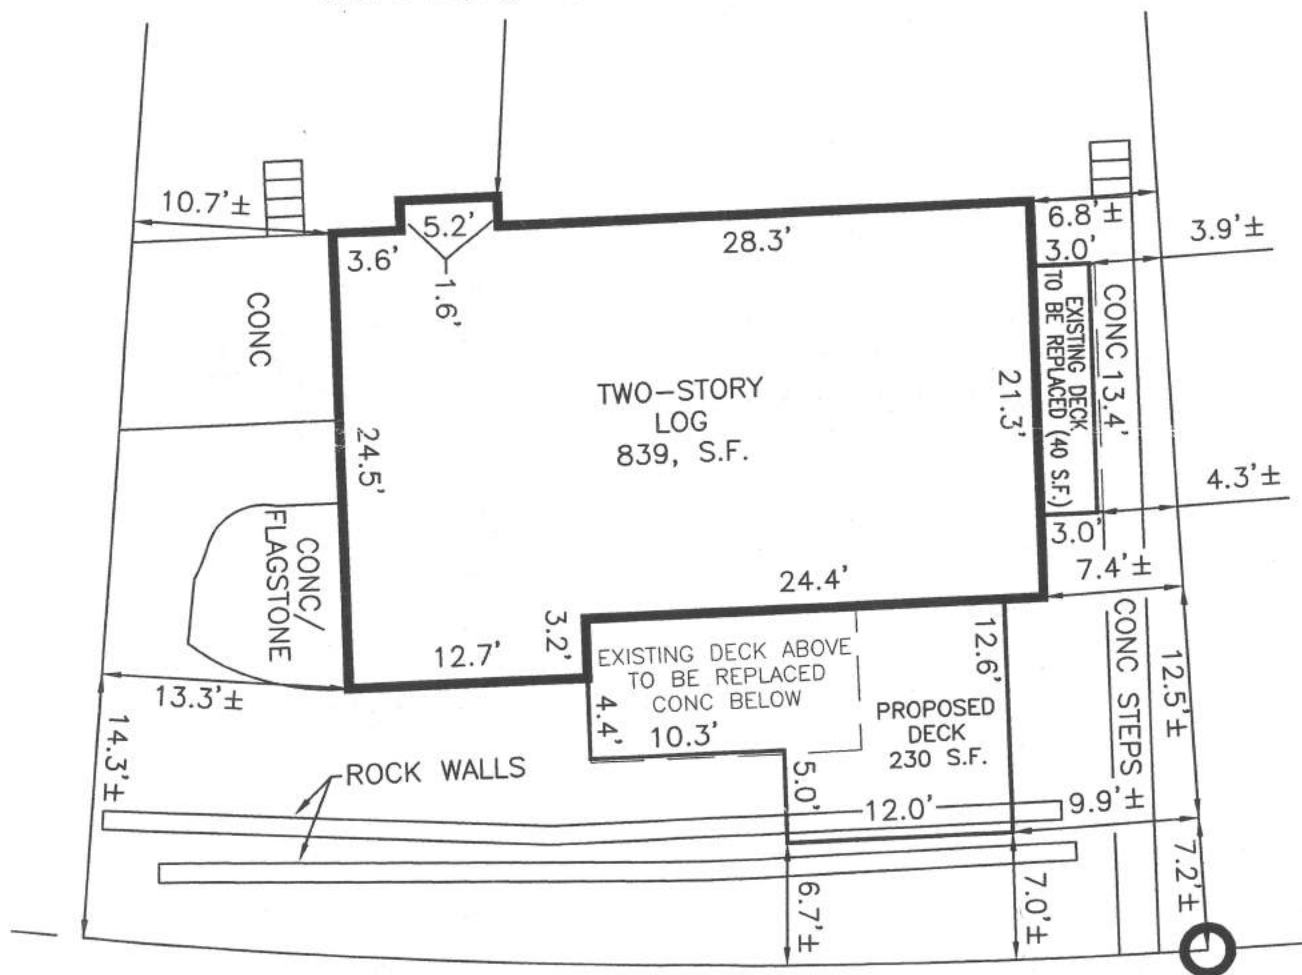 10.7'±
5.2'
3.6'
28.3'
1.6'
6.8'±
3.0'
3.9'±
CONC
EXISTING DECK
TO BE REPLACED (40 S.F.)
CONC
13.4'
TWO-STORY
LOG
839, S.F.
21.3'
24.5'
4.3'±
3.0'
7.4'±
CONC/
FLAGSTONE
24.4'
3.2'
12.7'
EXISTING DECK ABOVE
TO BE REPLACED
CONC BELOW
12.6'
CONC STEPS
12.5'±
13.3'±
4.4'
10.3'
PROPOSED
DECK
230 S.F.
14.3'±
ROCK WALLS
5.0'
12.0'
9.9'±
7.2'±
6.7'±
7.0'±